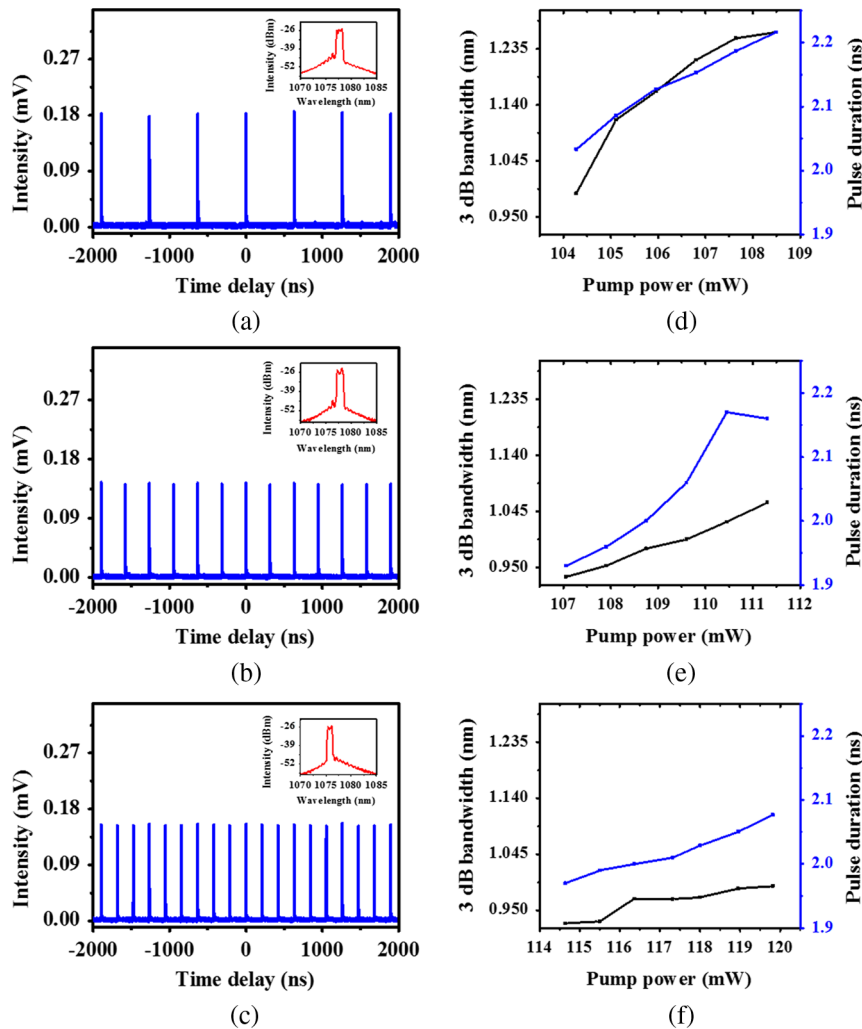 0.27
0.18
0.09
0.00
Intensity (mV)
-2000 -1000 0 1000 2000
Time delay (ns)
-26
-39
-52
Intensity (dBm)
1070 1075 1080 1085
Wavelength (nm)
(a)
1.235
1.140
1.045
0.950
3 dB bandwidth (nm)
2.2
2.1
2.0
1.9
Pulse duration (ns)
104 105 106 107 108 109
Pump power (mW)
(d)
0.27
0.18
0.09
0.00
Intensity (mV)
-2000 -1000 0 1000 2000
Time delay (ns)
-26
-39
-52
Intensity (dBm)
1070 1075 1080 1085
Wavelength (nm)
(b)
1.235
1.140
1.045
0.950
3 dB bandwidth (nm)
2.2
2.1
2.0
1.9
Pulse duration (ns)
107 108 109 110 111 112
Pump power (mW)
(e)
0.27
0.18
0.09
0.00
Intensity (mV)
-2000 -1000 0 1000 2000
Time delay (ns)
-26
-39
-52
Intensity (dBm)
1070 1075 1080 1085
Wavelength (nm)
(c)
1.235
1.140
1.045
0.950
3 dB bandwidth (nm)
2.2
2.1
2.0
1.9
Pulse duration (ns)
114 115 116 117 118 119 120
Pump power (mW)
(f)